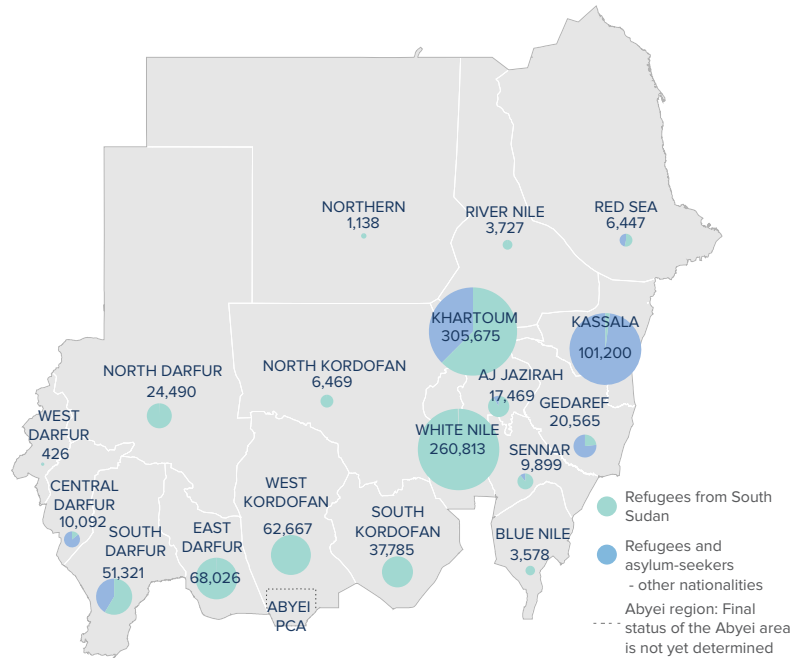 NORTHERN
1,138
RIVER NILE
3,727
RED SEA
6,447
KHARTOUM
305,675
KASSALA
101,200
NORTH DARFUR
24,490
NORTH KORDOFAN
6,469
AJ JAZIRAH
17,469
GEDAREF
20,565
WEST
DARFUR
426
WHITE NILE
260,813
SENNAR
9,899
CENTRAL
DARFUR
10,092
SOUTH
DARFUR
51,321
EAST
DARFUR
68,026
WEST
KORDOFAN
62,667
SOUTH
KORDOFAN
37,785
BLUE NILE
3,578
ABYEI
PCA
Refugees from South
Sudan
Refugees and
asylum-seekers
- other nationalities
Abyei region: Final
status of the Abyei area
is not yet determined